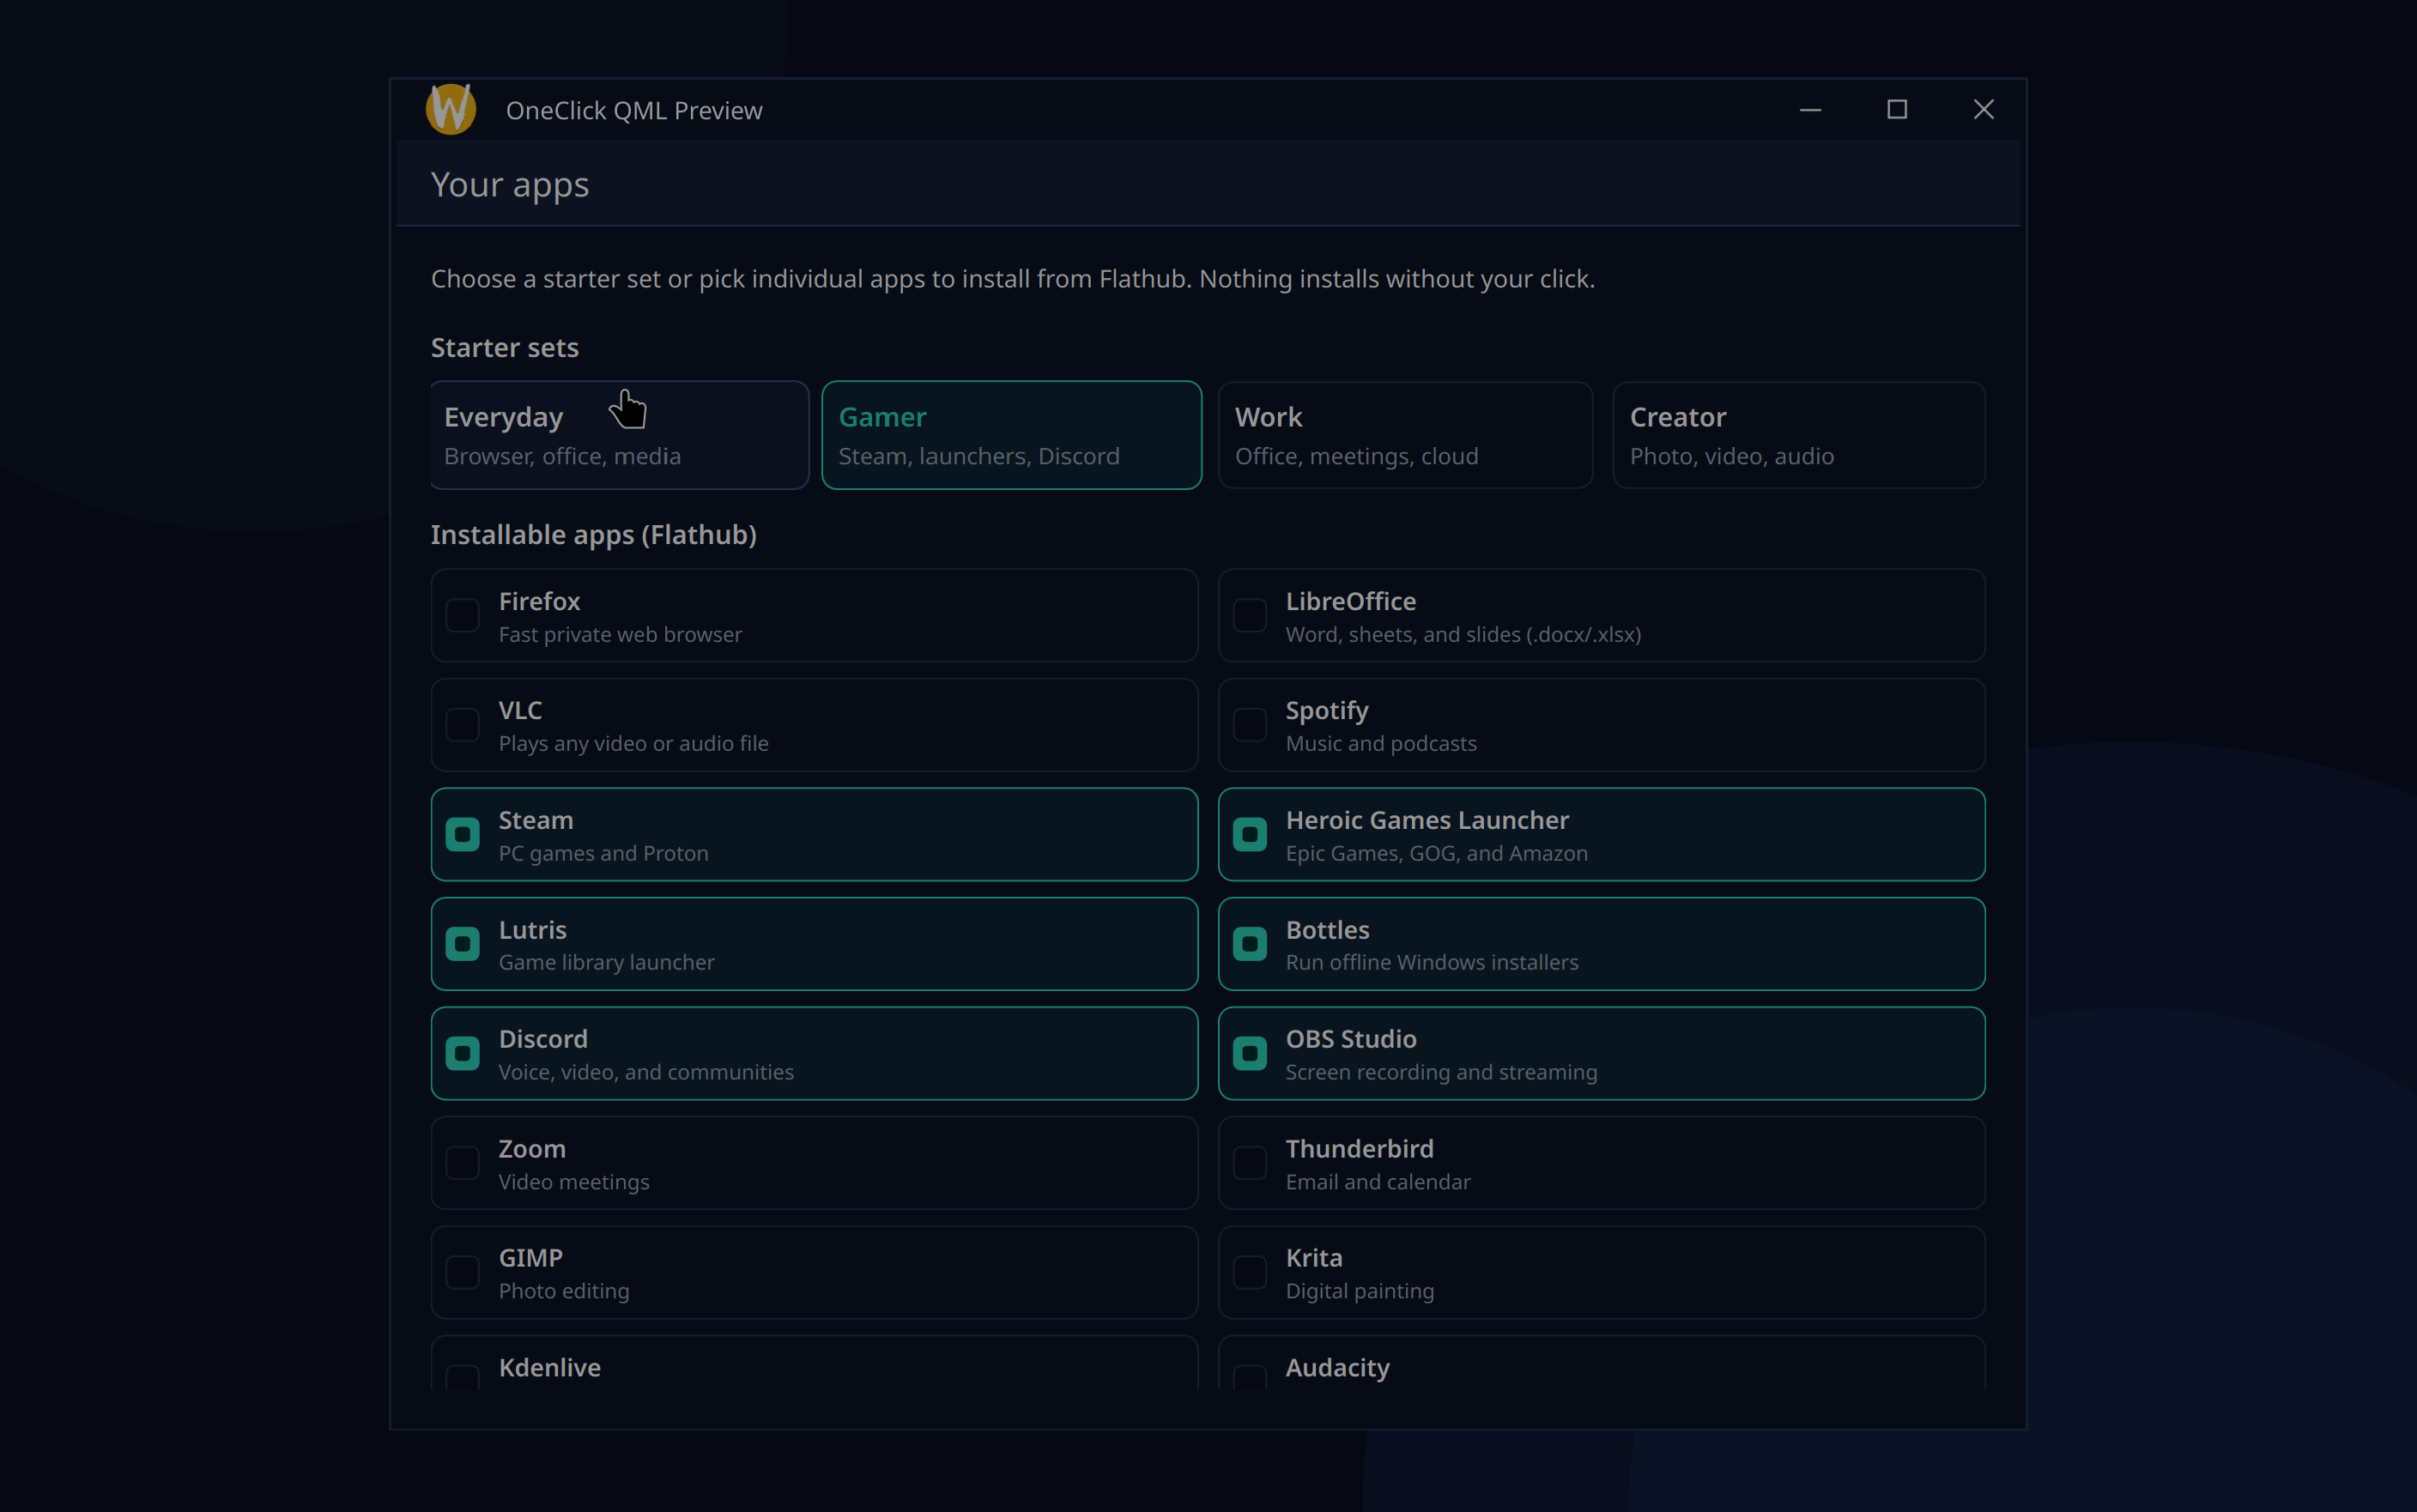 OneClick QML Preview
Your apps
Choose a starter set or pick individual apps to install from Flathub. Nothing installs without your click.
Starter sets
Everyday
Browser, office, media
Gamer
Steam, launchers, Discord
Work
Office, meetings, cloud
Creator
Photo, video, audio
Installable apps (Flathub)
Firefox
Fast private web browser
LibreOffice
Word, sheets, and slides (.docx/.xlsx)
VLC
Plays any video or audio file
Spotify
Music and podcasts
Steam
PC games and Proton
Heroic Games Launcher
Epic Games, GOG, and Amazon
Lutris
Game library launcher
Bottles
Run offline Windows installers
Discord
Voice, video, and communities
OBS Studio
Screen recording and streaming
Zoom
Video meetings
Thunderbird
Email and calendar
GIMP
Photo editing
Krita
Digital painting
Kdenlive
Audacity